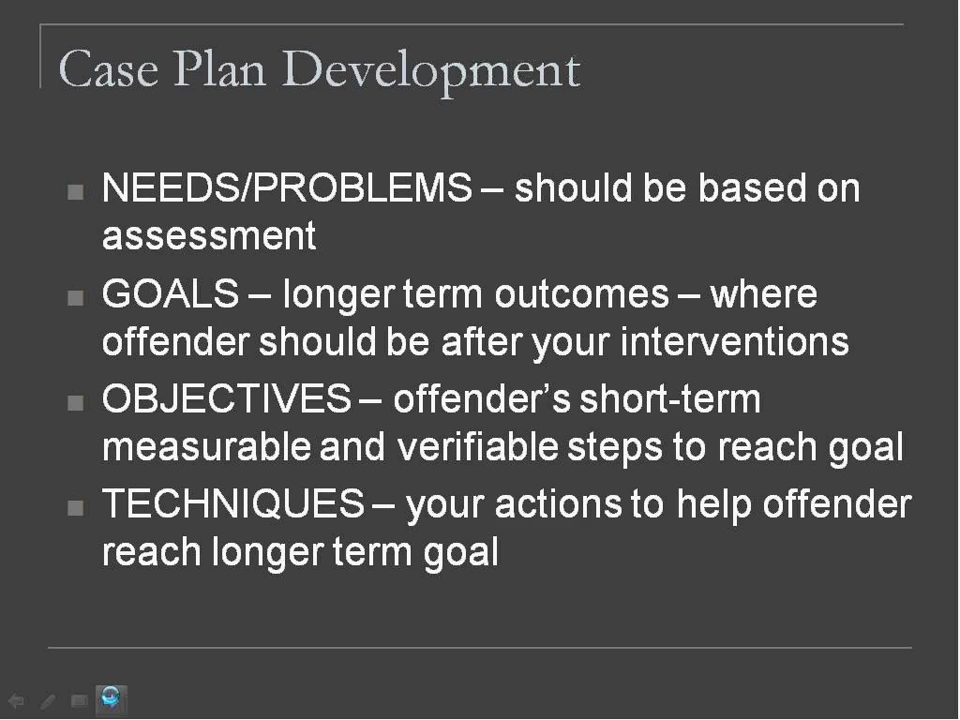 Case Plan Development
NEEDS/PROBLEMS – should be based on
assessment
GOALS – longer term outcomes – where
offender should be after your interventions
OBJECTIVES – offender's short-term
measurable and verifiable steps to reach goal
TECHNIQUES – your actions to help offender
reach longer term goal